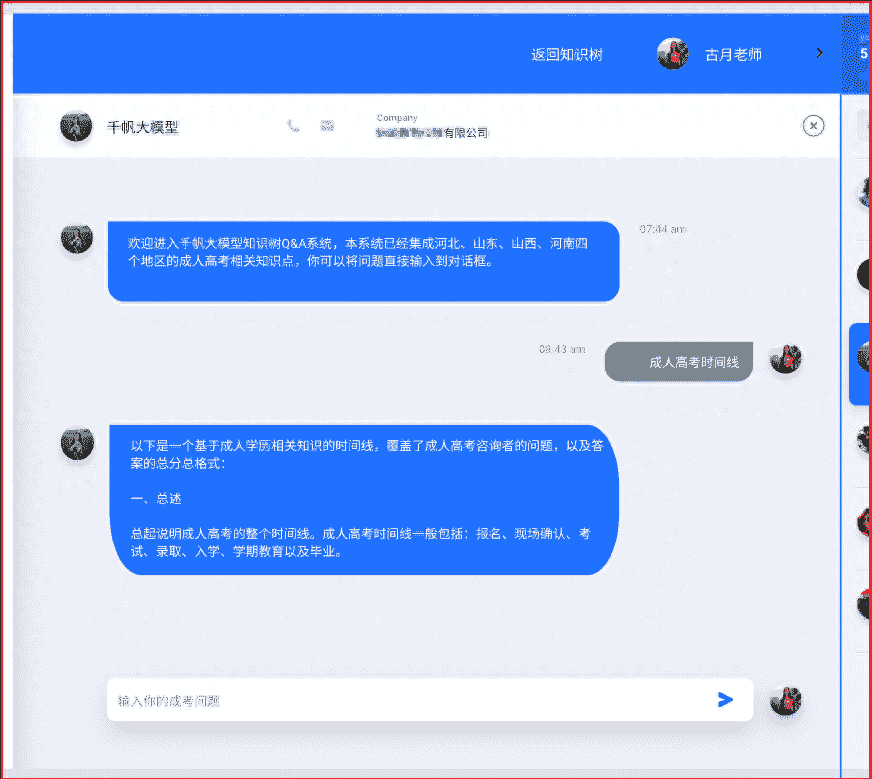 返回知识树
古月老师
5
千帆大模型
Company
有限公司
欢迎进入千帆大模型知识树Q&A系统，本系统已经集成河北、山东、山西、河南四
个地区的成人高考相关知识点，你可以将问题直接输入到对话框。
07:44 am
08:43 am
成人高考时间线
以下是一个基于成人学历相关知识的时间线，覆盖了成人高考咨询者的问题，以及答
案的总分总格式：
一、总述
总起说明成人高考的整个时间线。成人高考时间线一般包括：报名、现场确认、考
试、录取、入学、学期教育以及毕业。
输入你的成考问题